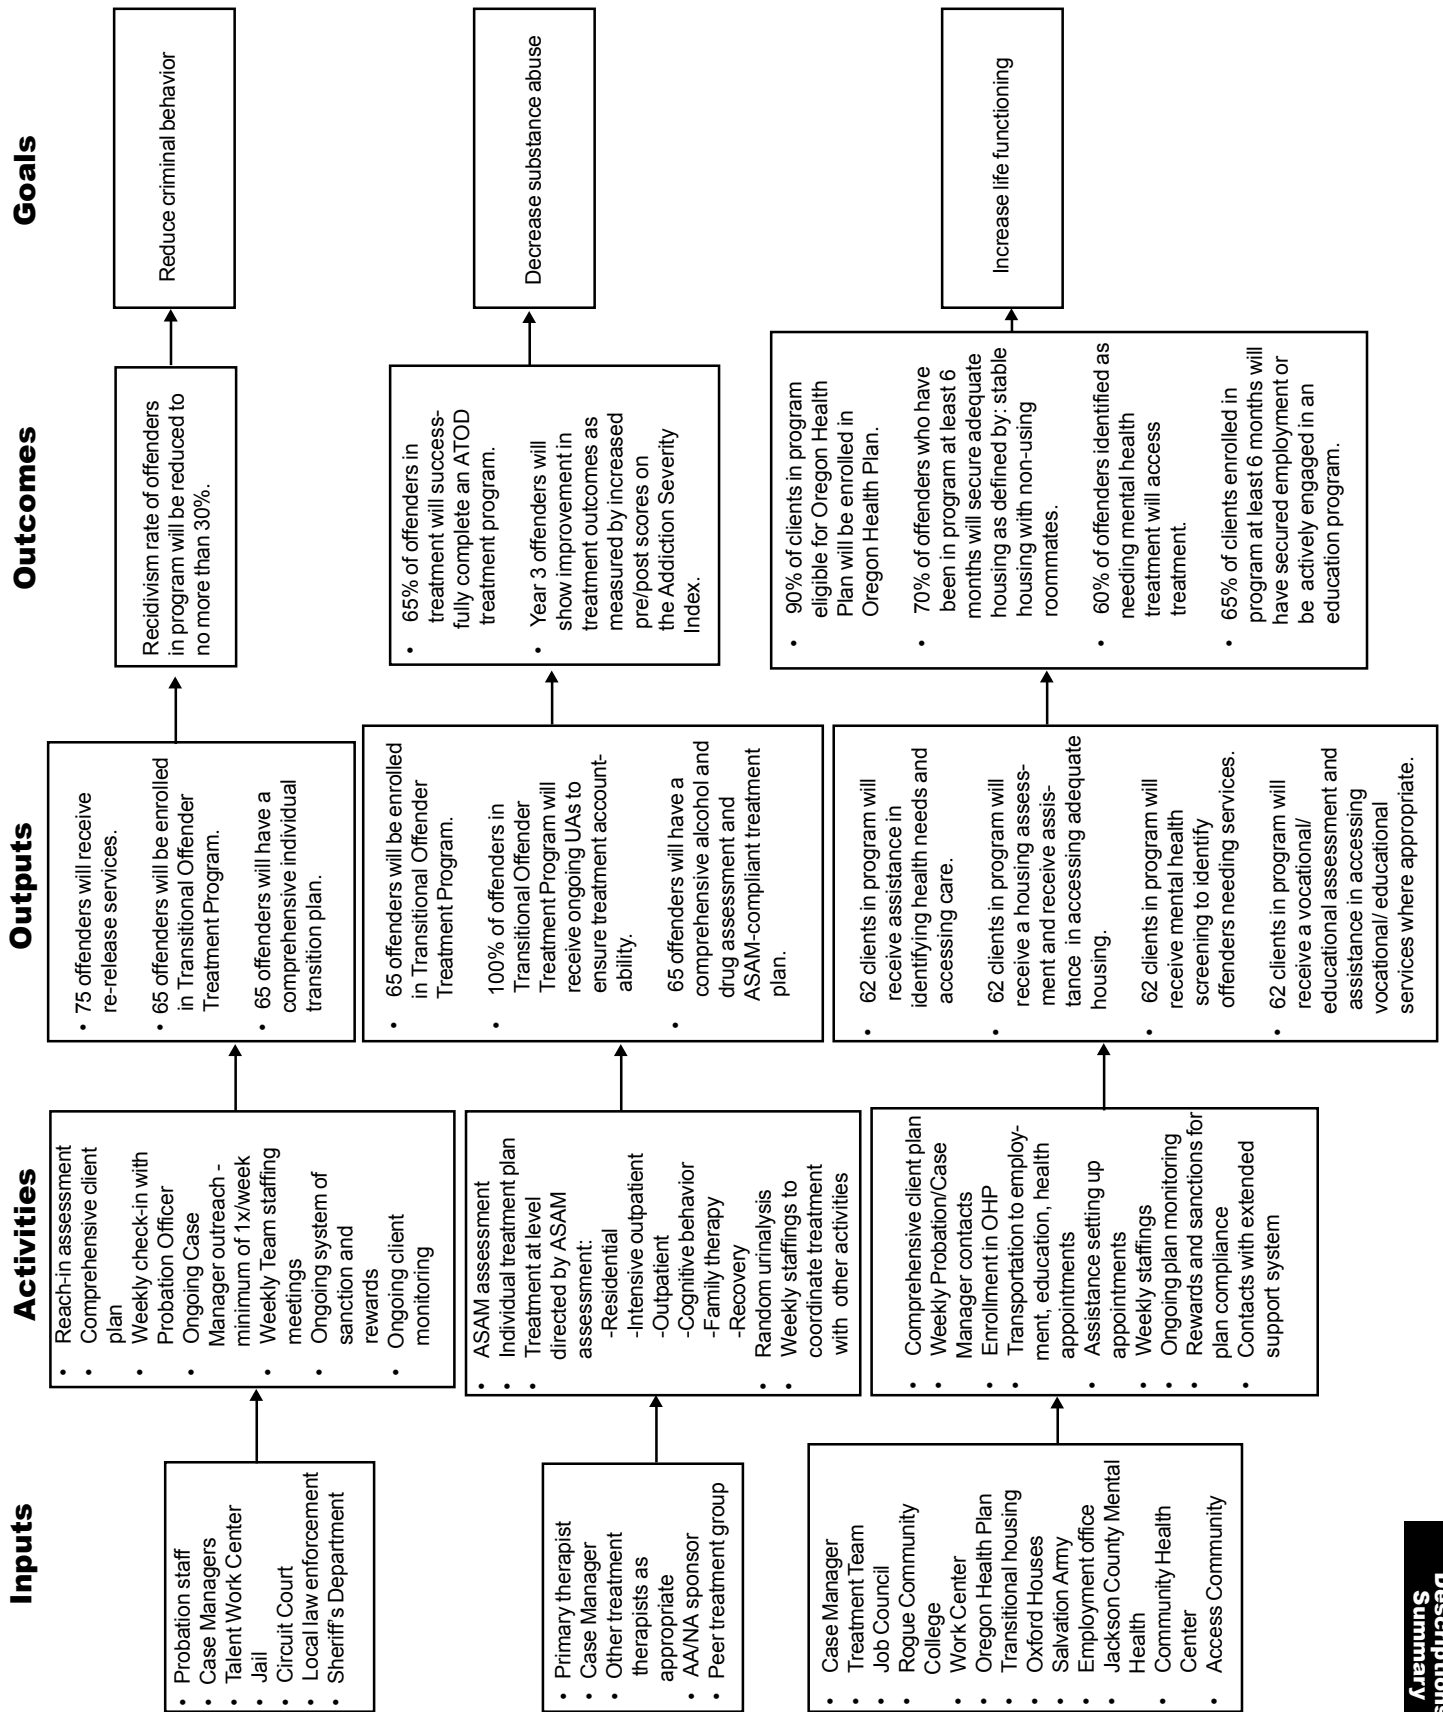 Inputs
Activities
Outputs
Outcomes
Goals
• Probation staff
• Case Managers
• Talent Work Center
• Jail
• Circuit Court
• Local law enforcement
• Sheriff's Department
• Reach-in assessment
• Comprehensive client
plan
• Weekly check-in with
Probation Officer
• Ongoing Case
Manager outreach -
minimum of 1x/week
• Weekly Team staffing
meetings
• Ongoing system of
sanction and
rewards
• Ongoing client
monitoring
• 75 offenders will receive
re-release services.
• 65 offenders will be enrolled
in Transitional Offender
Treatment Program.
• 65 offenders will have a
comprehensive individual
transition plan.
Recidivism rate of offenders
in program will be reduced to
no more than 30%.
Reduce criminal behavior
• Primary therapist
• Case Manager
• Other treatment
therapists as
appropriate
• AA/NA sponsor
• Peer treatment group
• ASAM assessment
• Individual treatment plan
• Treatment at level
directed by ASAM
assessment:
-Residential
-Intensive outpatient
-Outpatient
-Cognitive behavior
-Family therapy
-Recovery
• Random urinalysis
• Weekly staffings to
coordinate treatment
with other activities
• 65 offenders will be enrolled
in Transitional Offender
Treatment Program.
• 100% of offenders in
Transitional Offender
Treatment Program will
receive ongoing UAs to
ensure treatment account-
ability.
• 65 offenders will have a
comprehensive alcohol and
drug assessment and
ASAM-compliant treatment
plan.
• 65% of offenders in
treatment will success-
fully complete an ATOD
treatment program.
• Year 3 offenders will
show improvement in
treatment outcomes as
measured by increased
pre/post scores on
the Addiction Severity
Index.
Decrease substance abuse
• Case Manager
• Treatment Team
• Job Council
• Rogue Community
College
• Work Center
• Oregon Health Plan
• Transitional housing
• Oxford Houses
• Salvation Army
• Employment office
• Jackson County Mental
Health
• Community Health
Center
• Access Community
• Comprehensive client plan
• Weekly Probation/Case
Manager contacts
• Enrollment in OHP
• Transportation to employ-
ment, education, health
appointments
• Assistance setting up
appointments
• Weekly staffings
• Ongoing plan monitoring
• Rewards and sanctions for
plan compliance
• Contacts with extended
support system
• 62 clients in program will
receive assistance in
identifying health needs and
accessing care.
• 62 clients in program will
receive a housing assess-
ment and receive assis-
tance in accessing adequate
housing.
• 62 clients in program will
receive mental health
screening to identify
offenders needing services.
• 62 clients in program will
receive a vocational/
educational assessment and
assistance in accessing
vocational/ educational
services where appropriate.
• 90% of clients in program
eligible for Oregon Health
Plan will be enrolled in
Oregon Health Plan.
• 70% of offenders who have
been in program at least 6
months will secure adequate
housing as defined by: stable
housing with non-using
roommates.
• 60% of offenders identified as
needing mental health
treatment will access
treatment.
• 65% of clients enrolled in
program at least 6 months will
have secured employment or
be actively engaged in an
education program.
Increase life functioning
Descriptions
Summary